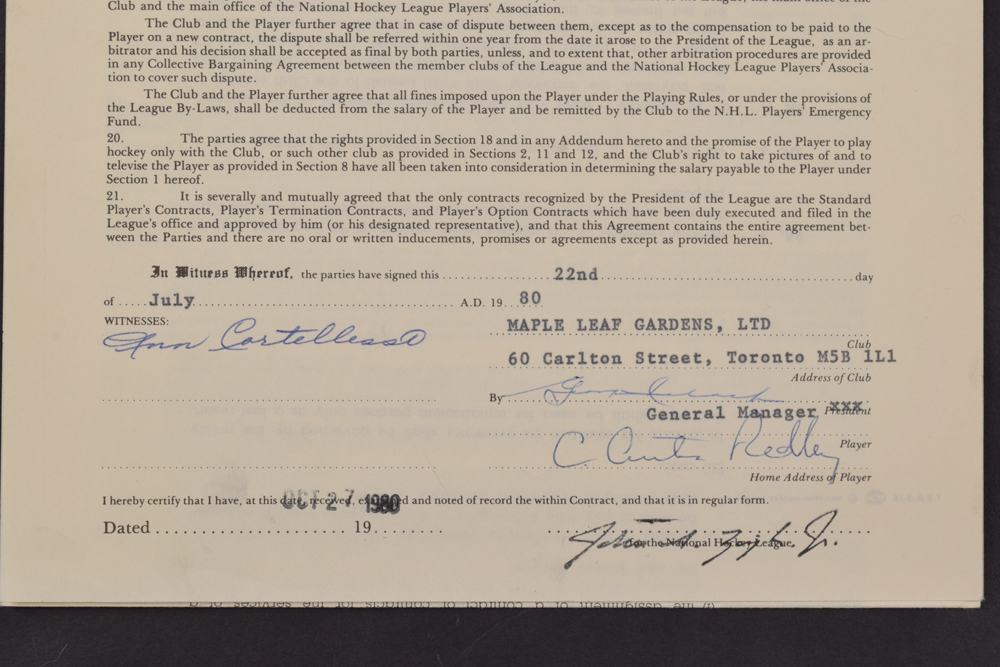 Club and the main office of the National Hockey League Players' Association.
The Club and the Player further agree that in case of dispute between them, except as to the compensation to be paid to the
Player on a new contract, the dispute shall be referred within one year from the date it arose to the President of the League, as an ar-
bitrator and his decision shall be accepted as final by both parties, unless, and to extent that, other arbitration procedures are provided
in any Collective Bargaining Agreement between the member clubs of the League and the National Hockey League Players' Associa-
tion to cover such dispute.
The Club and the Player further agree that all fines imposed upon the Player under the Playing Rules, or under the provisions of
the League By-Laws, shall be deducted from the salary of the Player and be remitted by the Club to the N.H.L. Players' Emergency
Fund.
20. The parties agree that the rights provided in Section 18 and in any Addendum hereto and the promise of the Player to play
hockey only with the Club, or such other club as provided in Sections 2, 11 and 12, and the Club's right to take pictures of and to
televise the Player as provided in Section 8 have all been taken into consideration in determining the salary payable to the Player under
Section 1 hereof.
21. It is severally and mutually agreed that the only contracts recognized by the President of the League are the Standard
Player's Contracts, Player's Termination Contracts, and Player's Option Contracts which have been duly executed and filed in the
League's office and approved by him (or his designated representative), and that this Agreement contains the entire agreement bet-
ween the Parties and there are no oral or written inducements, promises or agreements except as provided herein.
In Witness Whereof, the parties have signed this 22nd day
of July A.D. 19 80
WITNESSES:
Ann Cortellesso
MAPLE LEAF GARDENS, LTD
Club
60 Carlton Street, Toronto M5B 1L1
Address of Club
By
General Manager xxx President
C. Curtis Redley
Player
Home Address of Player
I hereby certify that I have, at this date, received, examined and noted of record the within Contract, and that it is in regular form.
OCT 27 1980
Dated 19
for the National Hockey League.